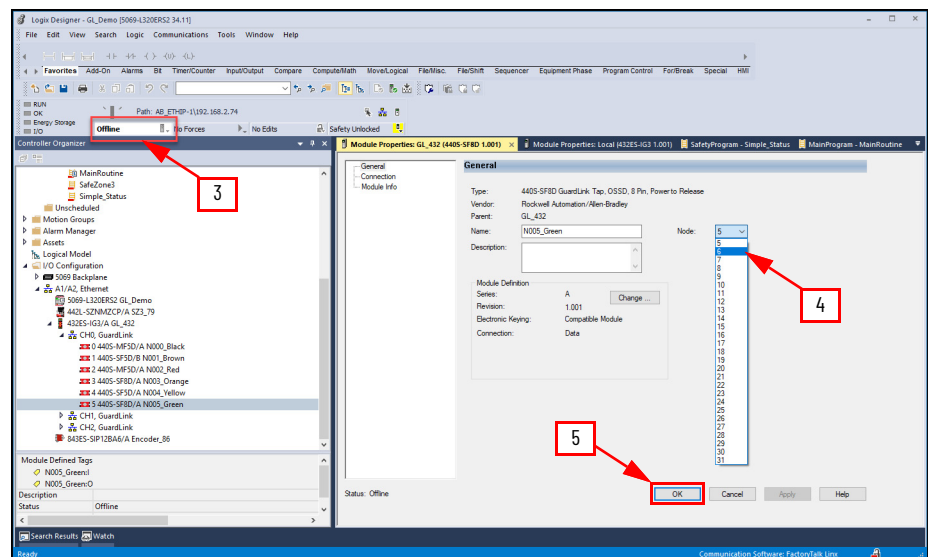 Logix Designer - GL_Demo [5069-L320ERS2 34.11]
File Edit View Search Logic Communications Tools Window Help
Favorites Add-On Alarms Bit Timer/Counter Input/Output Compare Compute/Math Move/Logical File/Misc. File/Shift Sequencer Equipment Phase Program Control For/Break Special HMI
RUN
OK
Energy Storage
I/O
Path: AB_ETHIP-1\192.168.2.74
Offline No Forces No Edits Safety Unlocked
3
Controller Organizer
MainRoutine
SafeZone3
Simple_Status
Unscheduled
Motion Groups
Alarm Manager
Assets
Logical Model
I/O Configuration
5069 Backplane
A1/A2, Ethernet
5069-L320ERS2 GL_Demo
442L-SZNMZCP/A SZ3_79
432ES-IG3/A GL_432
CH0, GuardLink
0 440S-MF5D/A N000_Black
1 440S-SF5D/B N001_Brown
2 440S-MF5D/A N002_Red
3 440S-SF8D/A N003_Orange
4 440S-SF5D/A N004_Yellow
5 440S-SF8D/A N005_Green
CH1, GuardLink
CH2, GuardLink
843ES-SIP12BA6/A Encoder_86
Module Defined Tags
N005_Green:I
N005_Green:O
Description
Status Offline
Module Properties: GL_432 (440S-SF8D 1.001) Module Properties: Local (432ES-IG3 1.001) SafetyProgram - Simple_Status MainProgram - MainRoutine
General
Connection
Module Info
General
Type: 440S-SF8D GuardLink Tap, OSSD, 8 Pin, Power to Release
Vendor: Rockwell Automation/Allen-Bradley
Parent: GL_432
Name: N005_Green Node: 5
Description:
Module Definition
Series: A Change ...
Revision: 1.001
Electronic Keying: Compatible Module
Connection: Data
5
6
7
8
9
10
11
12
13
14
15
16
17
18
19
20
21
22
23
24
25
26
27
28
29
30
31
4
5
Status: Offline
OK Cancel Apply Help
Search Results Watch
Ready Communication Software: FactoryTalk Linx